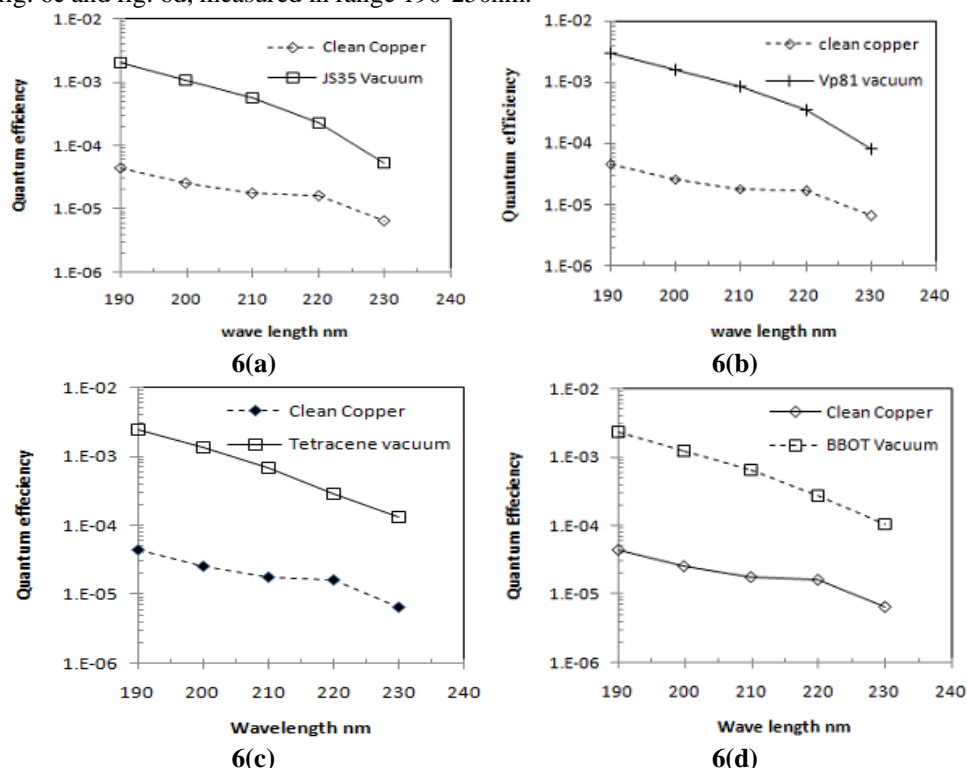 fig. 6c and fig. 6d, measured in range 190-230nm.
1.E-02
1.E-03
1.E-04
1.E-05
1.E-06
Quantum efficiency
Clean Copper
JS35 Vacuum
190 200 210 220 230 240
wave length nm
6(a)
1.E-02
1.E-03
1.E-04
1.E-05
1.E-06
Quantum efficiency
clean copper
Vp81 vacuum
190 200 210 220 230 240
wave length nm
6(b)
1.E-02
1.E-03
1.E-04
1.E-05
1.E-06
Quantum effeciency
Clean Copper
Tetracene vacuum
190 200 210 220 230 240
Wavelength nm
6(c)
1.E-02
1.E-03
1.E-04
1.E-05
1.E-06
Quantum Effeciency
Clean Copper
BBOT Vacuum
190 200 210 220 230 240
Wave length nm
6(d)